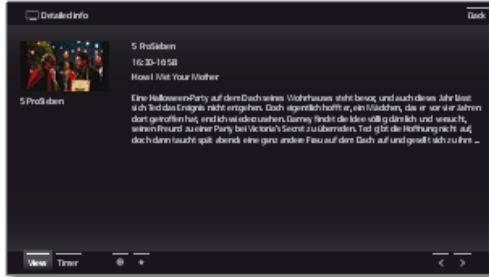 Detailed info
Back
5 ProSieben
16:30-16:58
How I Met Your Mother
5 ProSieben
Eine Halloween-Party auf dem Dach seines Wohnhauses steht bevor, und auch dieses Jahr lässt
sich Ted das Ereignis nicht entgehen. Doch eigentlich hofft er, ein Mädchen, das er vor vier Jahren
dort getroffen hat, endlich wiederzusehen. Barney findet die Idee völlig dämlich und versucht,
seinen Freund zu einer Party bei Victoria's Secret zu überreden. Ted gibt die Hoffnung nicht auf,
doch dann taucht spät abends eine ganz andere Frau auf dem Dach auf und gesellt sich zu ihm ...
View Timer